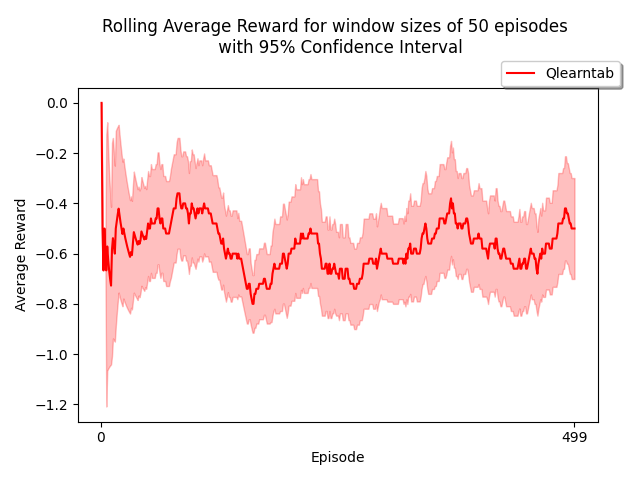 Rolling Average Reward for window sizes of 50 episodes
with 95% Confidence Interval
Qlearntab
0.0
−0.2
−0.4
−0.6
−0.8
−1.0
−1.2
Average Reward
0
499
Episode